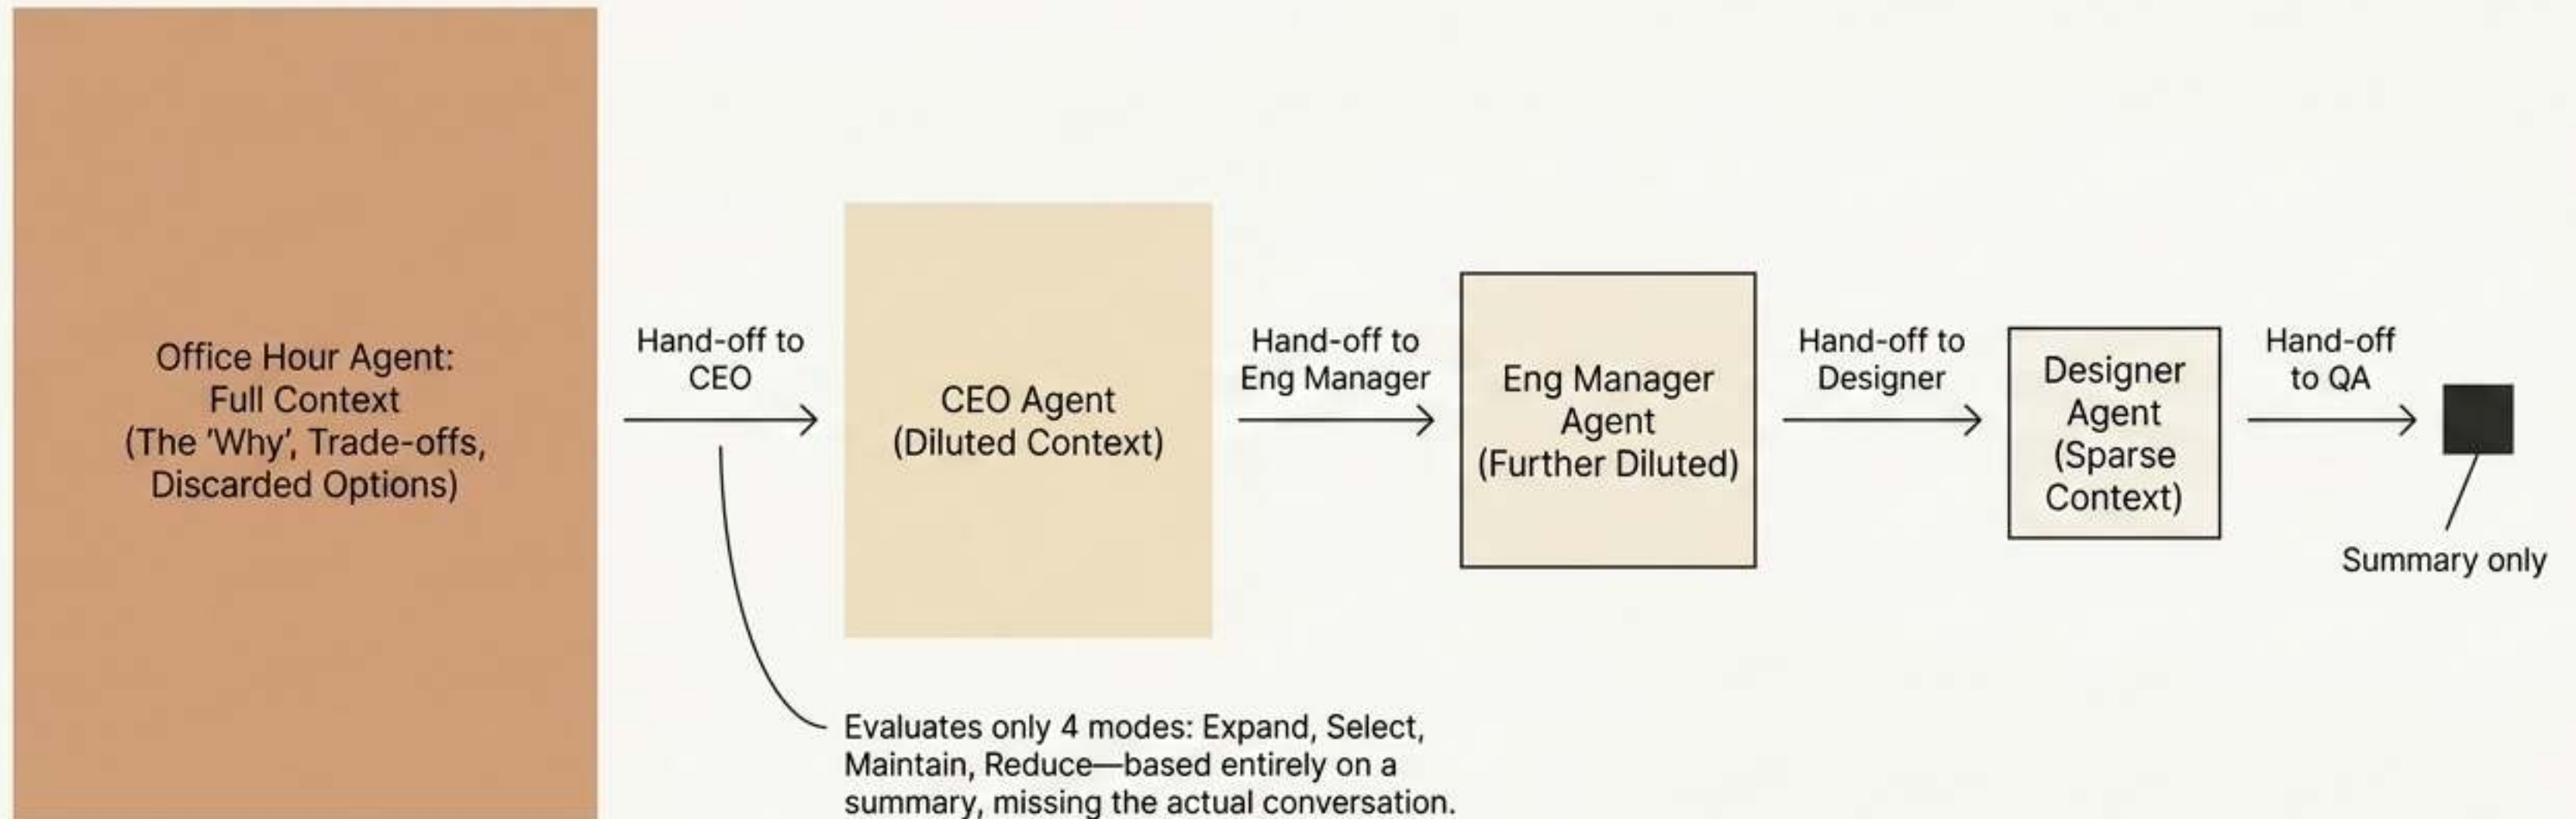 Office Hour Agent:
Full Context
(The 'Why', Trade-offs,
Discarded Options)
Hand-off to
CEO
CEO Agent
(Diluted Context)
Hand-off to
Eng Manager
Eng Manager
Agent
(Further Diluted)
Hand-off to
Designer
Designer
Agent
(Sparse
Context)
Hand-off
to QA
Summary only
Evaluates only 4 modes: Expand, Select,
Maintain, Reduce—based entirely on a
summary, missing the actual conversation.